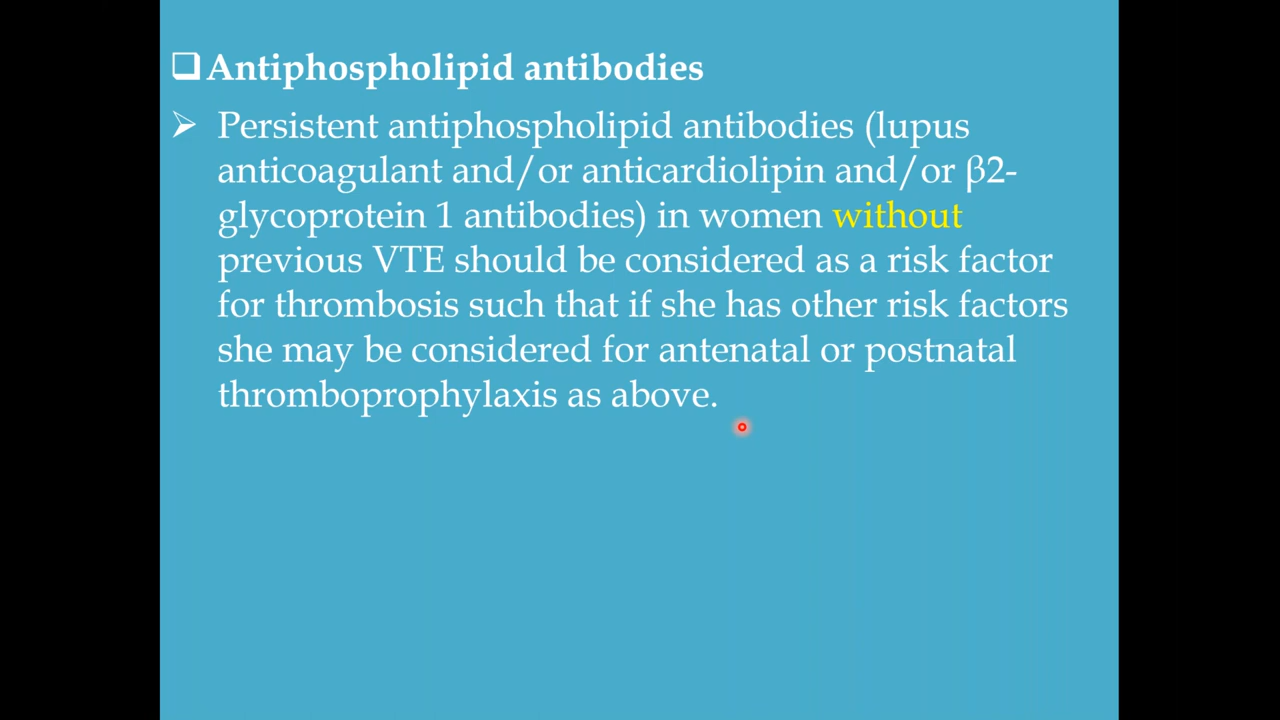 Antiphospholipid antibodies
Persistent antiphospholipid antibodies (lupus
anticoagulant and/or anticardiolipin and/or β2-
glycoprotein 1 antibodies) in women without
previous VTE should be considered as a risk factor
for thrombosis such that if she has other risk factors
she may be considered for antenatal or postnatal
thromboprophylaxis as above.